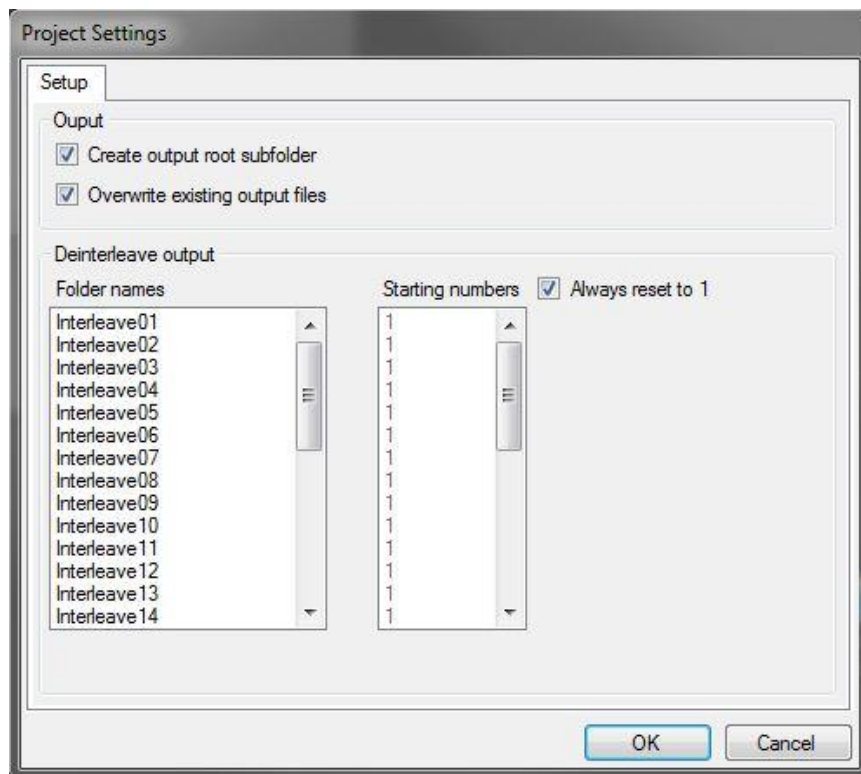 Project Settings
Setup
Ouput
Create output root subfolder
Overwrite existing output files
Deinterleave output
Folder names
Starting numbers
Always reset to 1
Interleave01
Interleave02
Interleave03
Interleave04
Interleave05
Interleave06
Interleave07
Interleave08
Interleave09
Interleave10
Interleave11
Interleave12
Interleave13
Interleave14
1
1
1
1
1
1
1
1
1
1
1
1
1
1
OK
Cancel